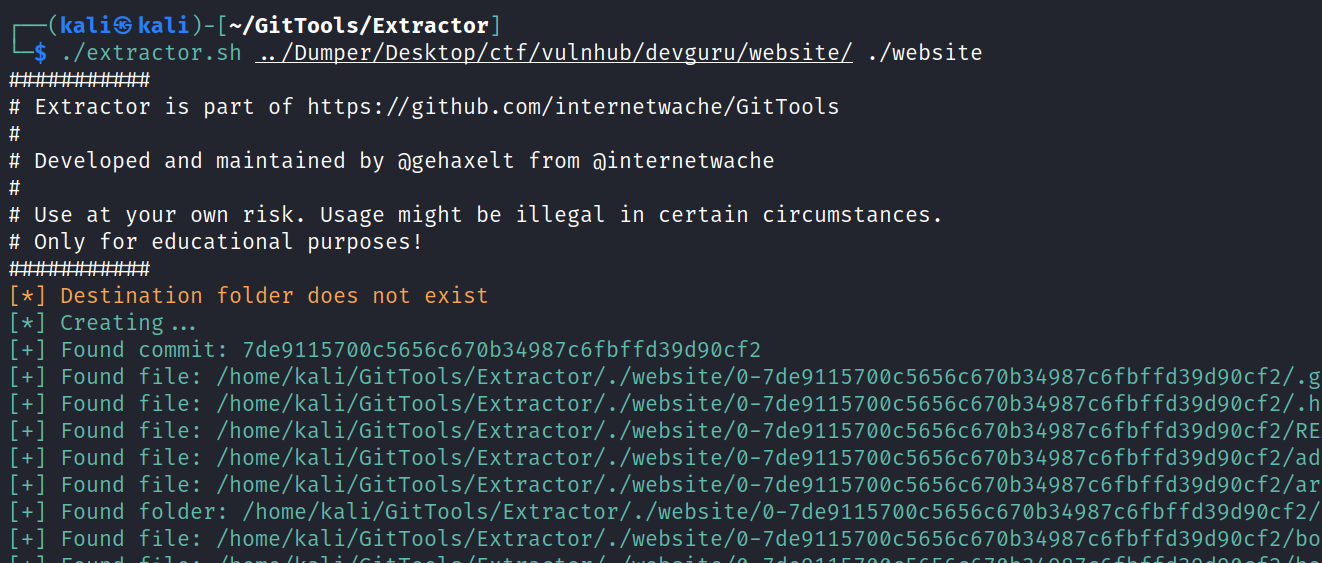 ┌──(kali㉿kali)-[~/GitTools/Extractor]
└─$ ./extractor.sh ../Dumper/Desktop/ctf/vulnhub/devguru/website/ ./website
###########
# Extractor is part of https://github.com/internetwache/GitTools
#
# Developed and maintained by @gehaxelt from @internetwache
#
# Use at your own risk. Usage might be illegal in certain circumstances.
# Only for educational purposes!
###########
[*] Destination folder does not exist
[*] Creating...
[+] Found commit: 7de9115700c5656c670b34987c6fbffd39d90cf2
[+] Found file: /home/kali/GitTools/Extractor/./website/0-7de9115700c5656c670b34987c6fbffd39d90cf2/.g
[+] Found file: /home/kali/GitTools/Extractor/./website/0-7de9115700c5656c670b34987c6fbffd39d90cf2/.h
[+] Found file: /home/kali/GitTools/Extractor/./website/0-7de9115700c5656c670b34987c6fbffd39d90cf2/RE
[+] Found file: /home/kali/GitTools/Extractor/./website/0-7de9115700c5656c670b34987c6fbffd39d90cf2/ad
[+] Found file: /home/kali/GitTools/Extractor/./website/0-7de9115700c5656c670b34987c6fbffd39d90cf2/ar
[+] Found folder: /home/kali/GitTools/Extractor/./website/0-7de9115700c5656c670b34987c6fbffd39d90cf2/
[+] Found file: /home/kali/GitTools/Extractor/./website/0-7de9115700c5656c670b34987c6fbffd39d90cf2/bo